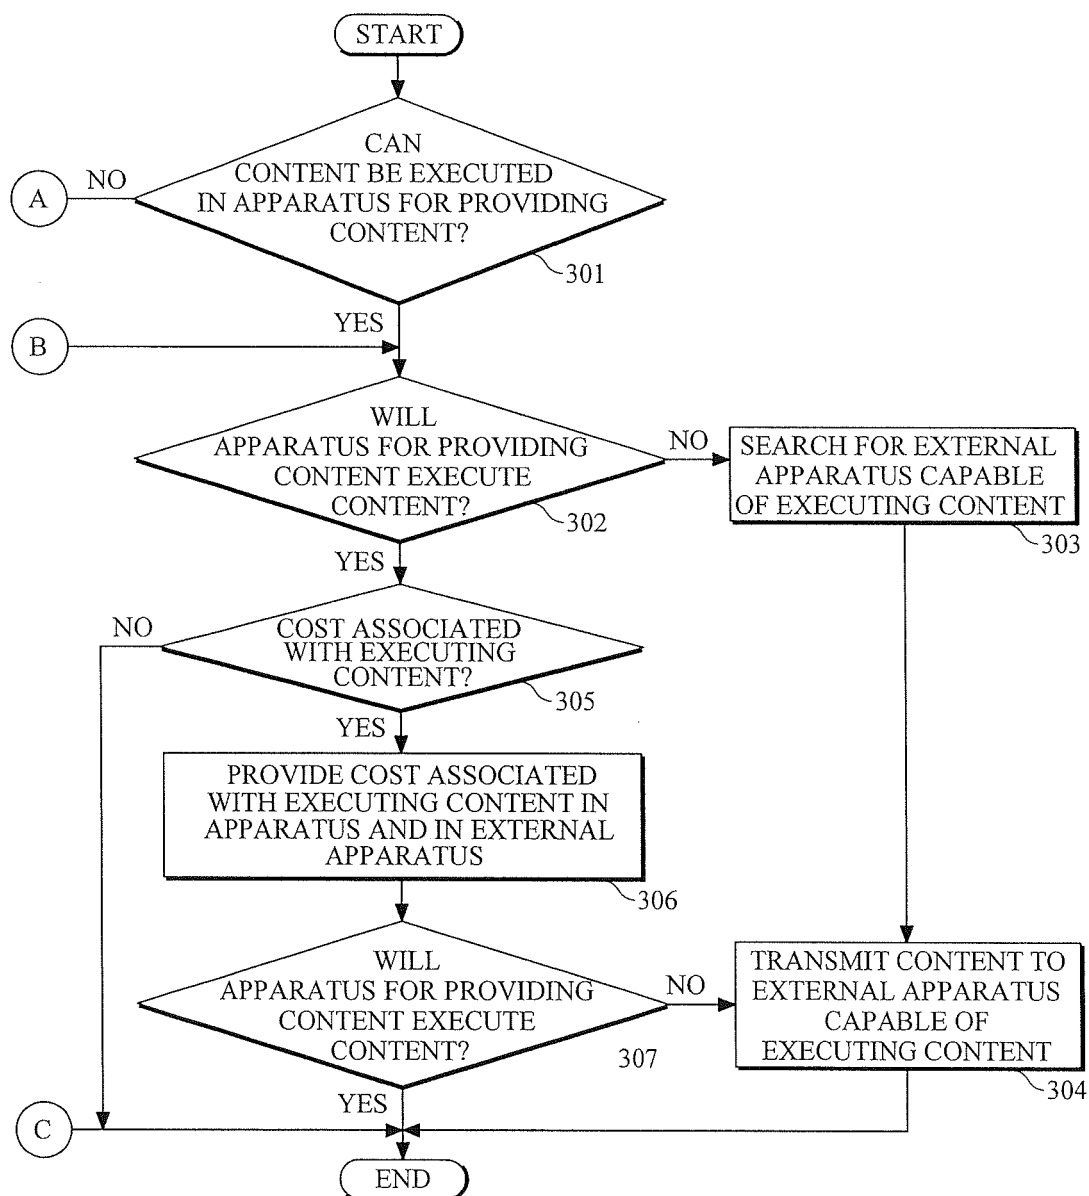 START
CAN
CONTENT BE EXECUTED
IN APPARATUS FOR PROVIDING
CONTENT?
NO
A
301
YES
B
WILL
APPARATUS FOR PROVIDING
CONTENT EXECUTE
CONTENT?
302
NO
SEARCH FOR EXTERNAL
APPARATUS CAPABLE
OF EXECUTING CONTENT
303
YES
NO
COST ASSOCIATED
WITH EXECUTING
CONTENT?
305
YES
PROVIDE COST ASSOCIATED
WITH EXECUTING CONTENT IN
APPARATUS AND IN EXTERNAL
APPARATUS
306
WILL
APPARATUS FOR PROVIDING
CONTENT EXECUTE
CONTENT?
307
NO
TRANSMIT CONTENT TO
EXTERNAL APPARATUS
CAPABLE OF
EXECUTING CONTENT
304
YES
C
END